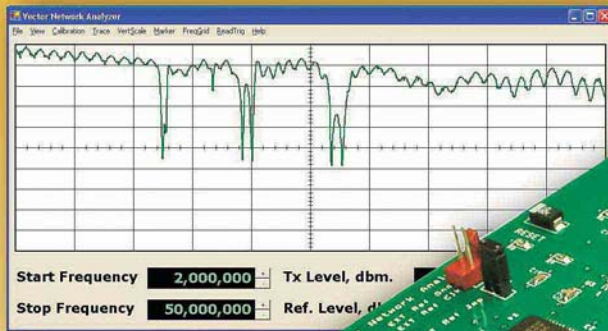 Vector Network Analyzer
File View Calibration Trace VertScale Marker FreqGrid ReadTrig Help
Start Frequency 2,000,000 Tx Level, dbm.
Stop Frequency 50,000,000 Ref. Level,
RESET